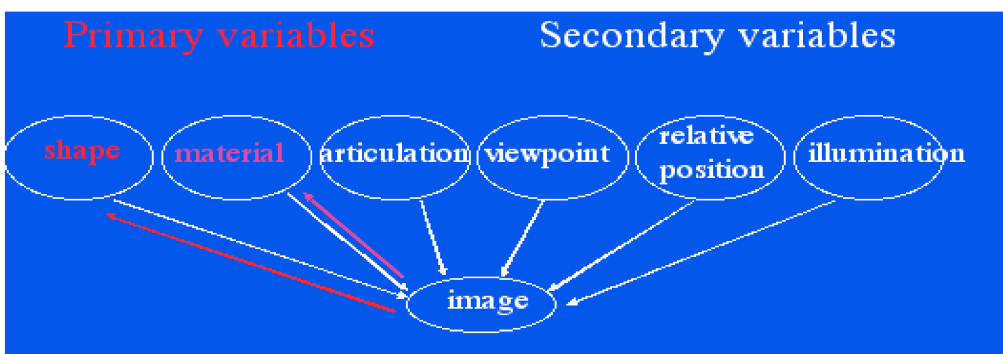 Primary variables
Secondary variables
shape
material
articulation
viewpoint
relative
position
illumination
image